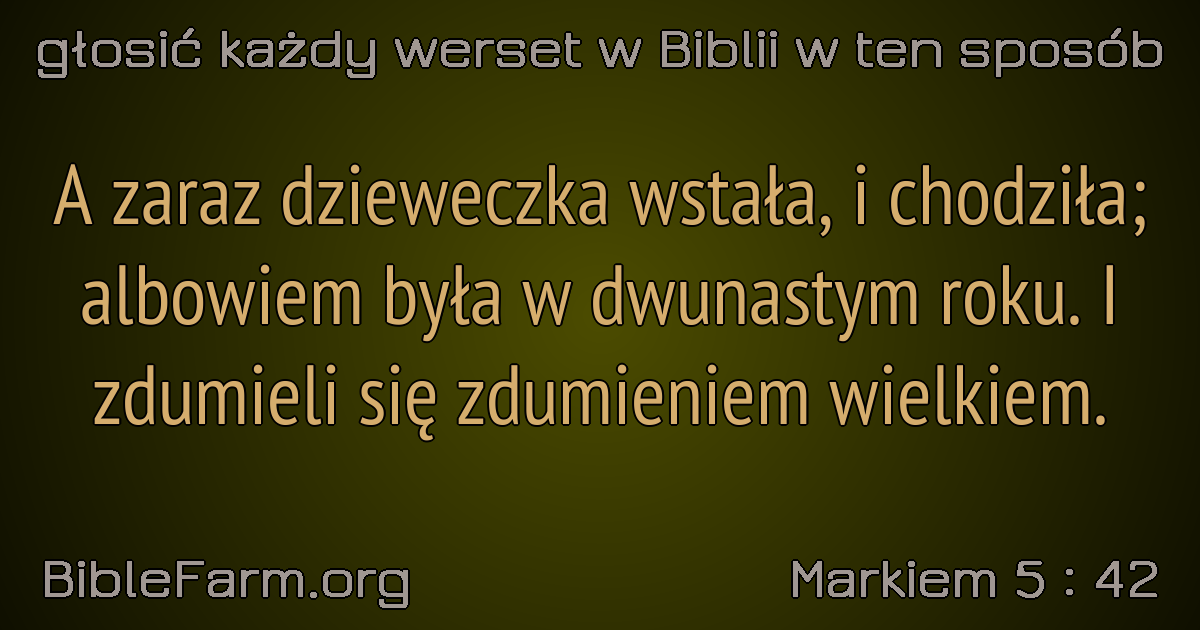 głosić każdy werset w Biblii w ten sposób
A zaraz dzieweczka wstała, i chodziła;
albowiem była w dwunastym roku. I
zdumieli się zdumieniem wielkiem.
BibleFarm.org
Markiem 5 : 42